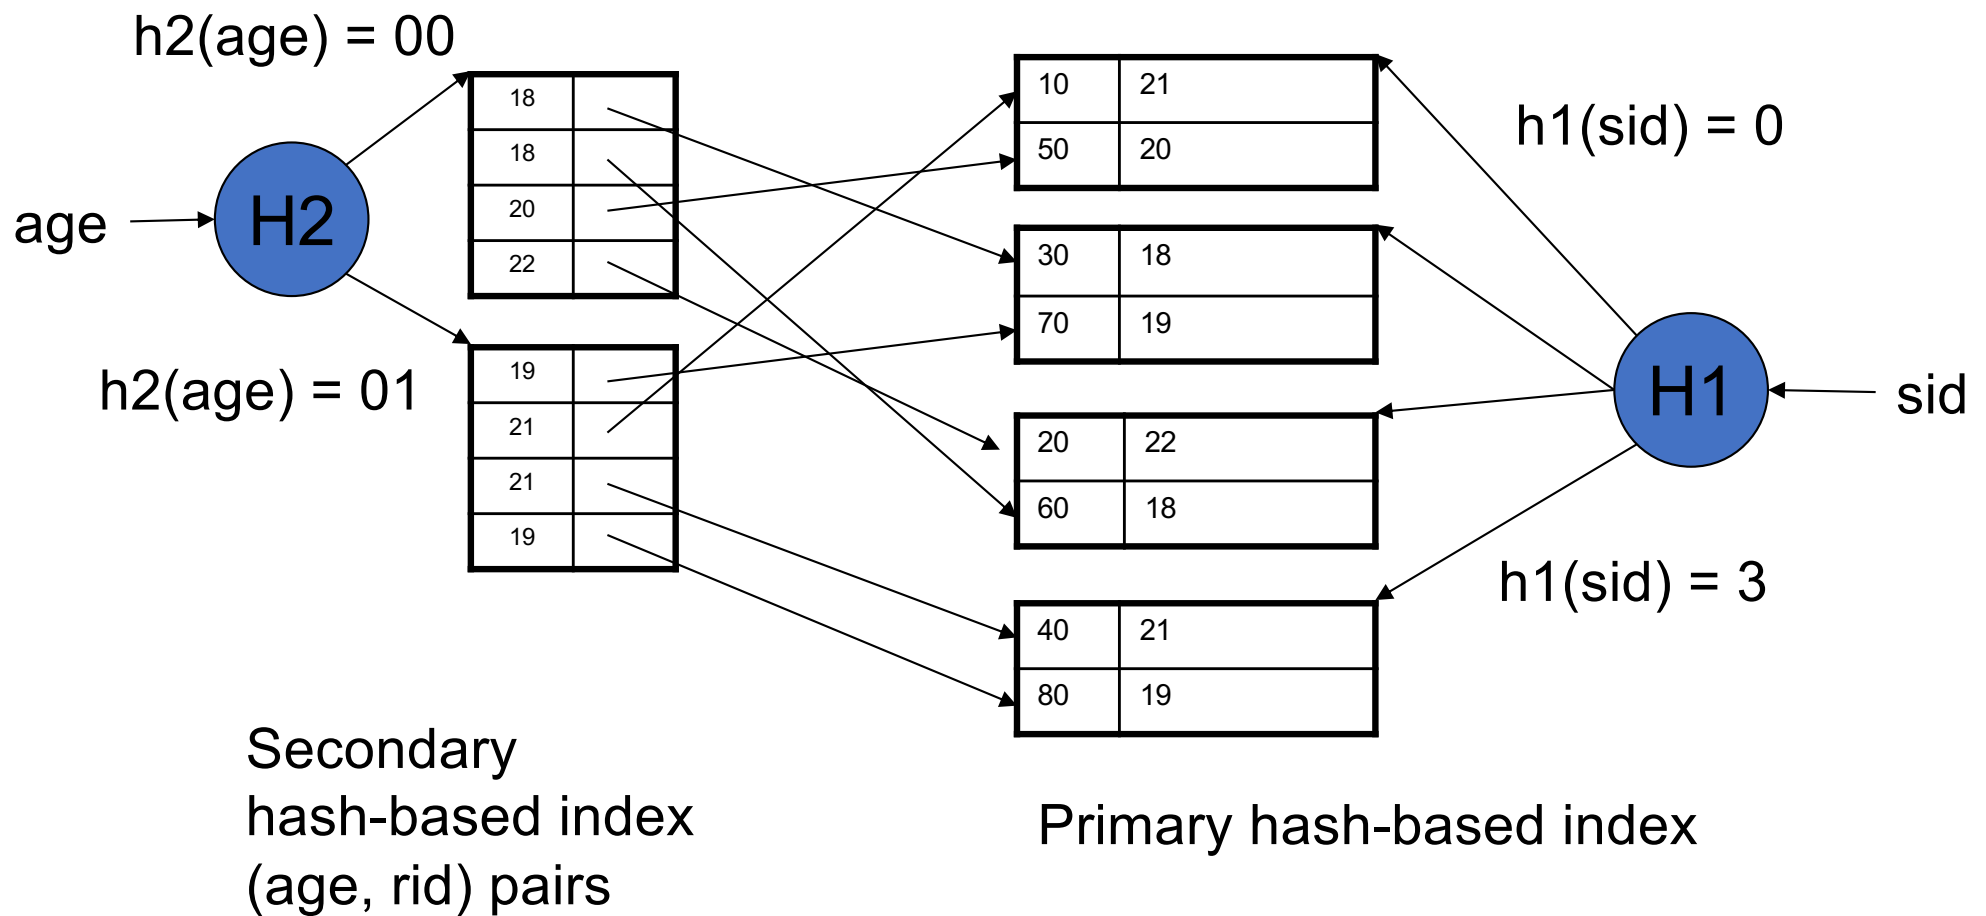 h2(age) = 00
age
H2
h2(age) = 01
18
18
20
22
19
21
21
19
10 21
50 20
30 18
70 19
20 22
60 18
40 21
80 19
h1(sid) = 0
H1
sid
h1(sid) = 3
Secondary
hash-based index
(age, rid) pairs
Primary hash-based index